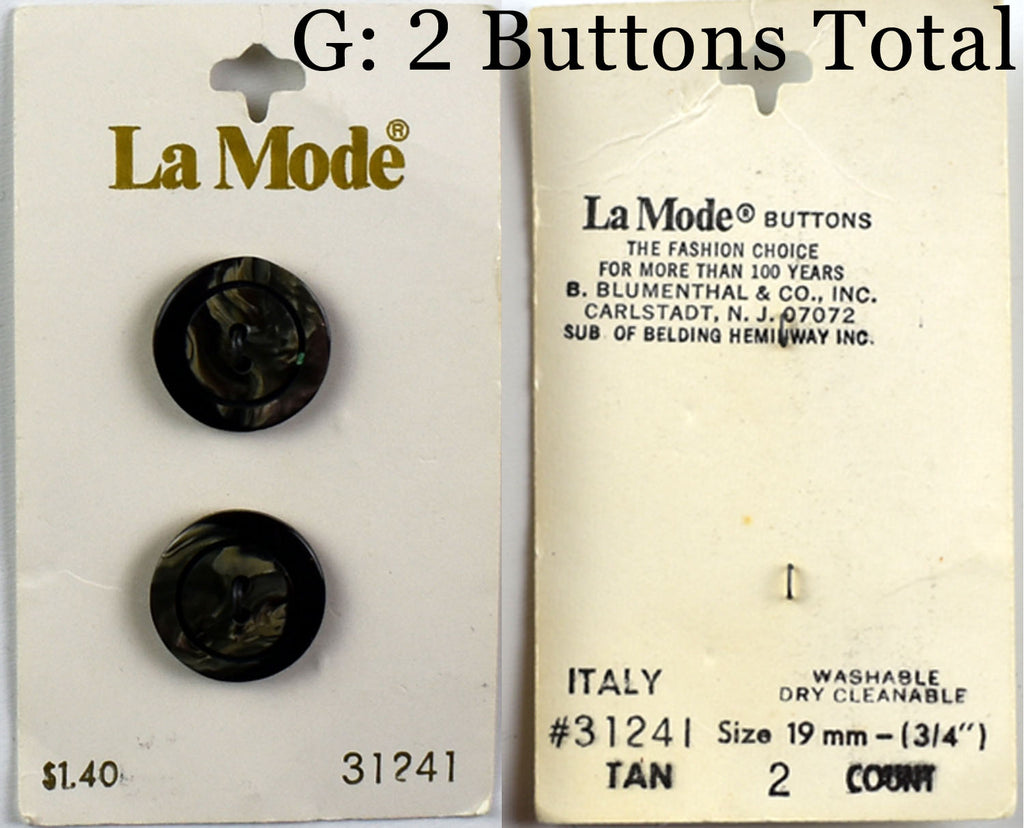 G: 2 Buttons Total
La Mode®
$1.40
31241
La Mode® BUTTONS
THE FASHION CHOICE
FOR MORE THAN 100 YEARS
B. BLUMENTHAL & CO., INC.
CARLSTADT, N. J. 07072
SUB. OF BELDING HEMINWAY INC.
ITALY
WASHABLE
DRY CLEANABLE
#31241 Size 19 mm – (3/4")
TAN 2 COUNT